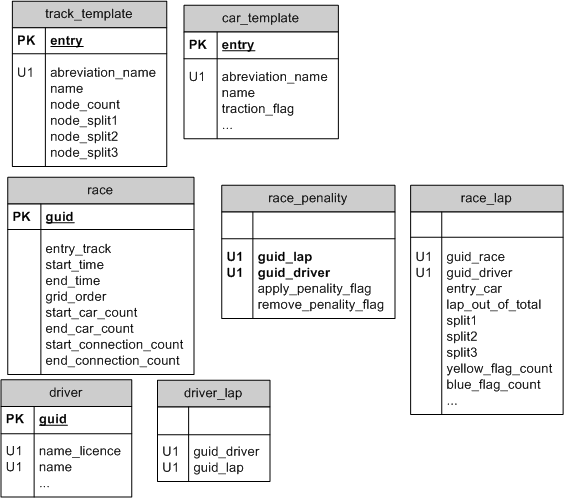 track_template
PK entry
U1 abreviation_name
name
node_count
node_split1
node_split2
node_split3
car_template
PK entry
U1 abreviation_name
name
traction_flag
...
race
PK guid
entry_track
start_time
end_time
grid_order
start_car_count
end_car_count
start_connection_count
end_connection_count
race_penality
U1 guid_lap
U1 guid_driver
apply_penality_flag
remove_penality_flag
race_lap
U1 guid_race
U1 guid_driver
entry_car
lap_out_of_total
split1
split2
split3
yellow_flag_count
blue_flag_count
...
driver
PK guid
U1 name_licence
U1 name
...
driver_lap
U1 guid_driver
U1 guid_lap